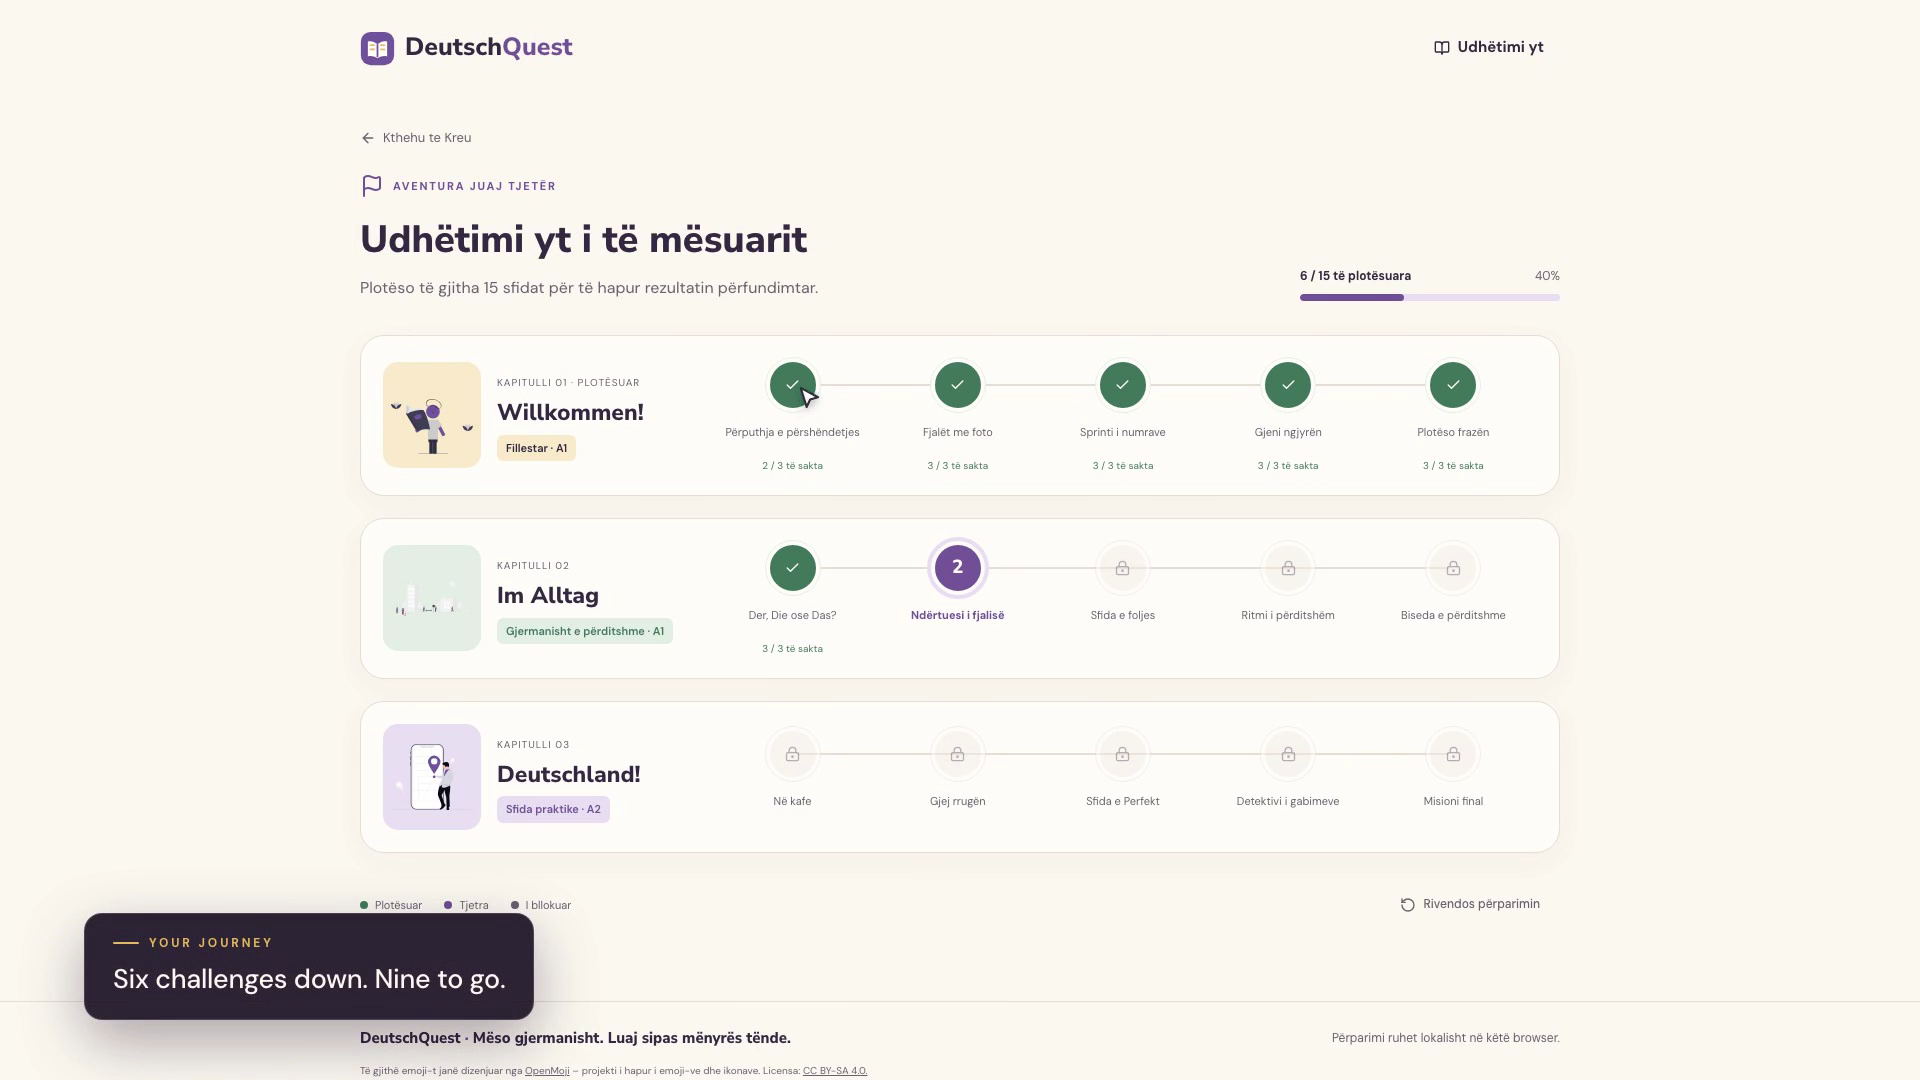 DeutschQuest
Udhëtimi yt
Kthehu te Kreu
AVENTURA JUAJ TJETËR
Udhëtimi yt i të mësuarit
Plotëso të gjitha 15 sfidat për të hapur rezultatin përfundimtar.
6 / 15 të plotësuara
40%
KAPITULLI 01 · PLOTËSUAR
Willkommen!
Fillestar · A1
Përputhja e përshëndetjes
2 / 3 të sakta
Fjalët me foto
3 / 3 të sakta
Sprinti i numrave
3 / 3 të sakta
Gjeni ngjyrën
3 / 3 të sakta
Plotëso frazën
3 / 3 të sakta
KAPITULLI 02
Im Alltag
Gjermanisht e përditshme · A1
Der, Die ose Das?
3 / 3 të sakta
2
Ndërtuesi i fjalisë
Sfida e foljes
Ritmi i përditshëm
Biseda e përditshme
KAPITULLI 03
Deutschland!
Sfida praktike · A2
Në kafe
Gjej rrugën
Sfida e Perfekt
Detektivi i gabimeve
Misioni final
Plotësuar
Tjetra
I bllokuar
Rivendos përparimin
YOUR JOURNEY
Six challenges down. Nine to go.
DeutschQuest · Mëso gjermanisht. Luaj sipas mënyrës tënde.
Përparimi ruhet lokalisht në këtë browser.
Të gjithë emoji-t janë dizenjuar nga OpenMoji – projekti i hapur i emoji-ve dhe ikonave. Licensa: CC BY-SA 4.0.